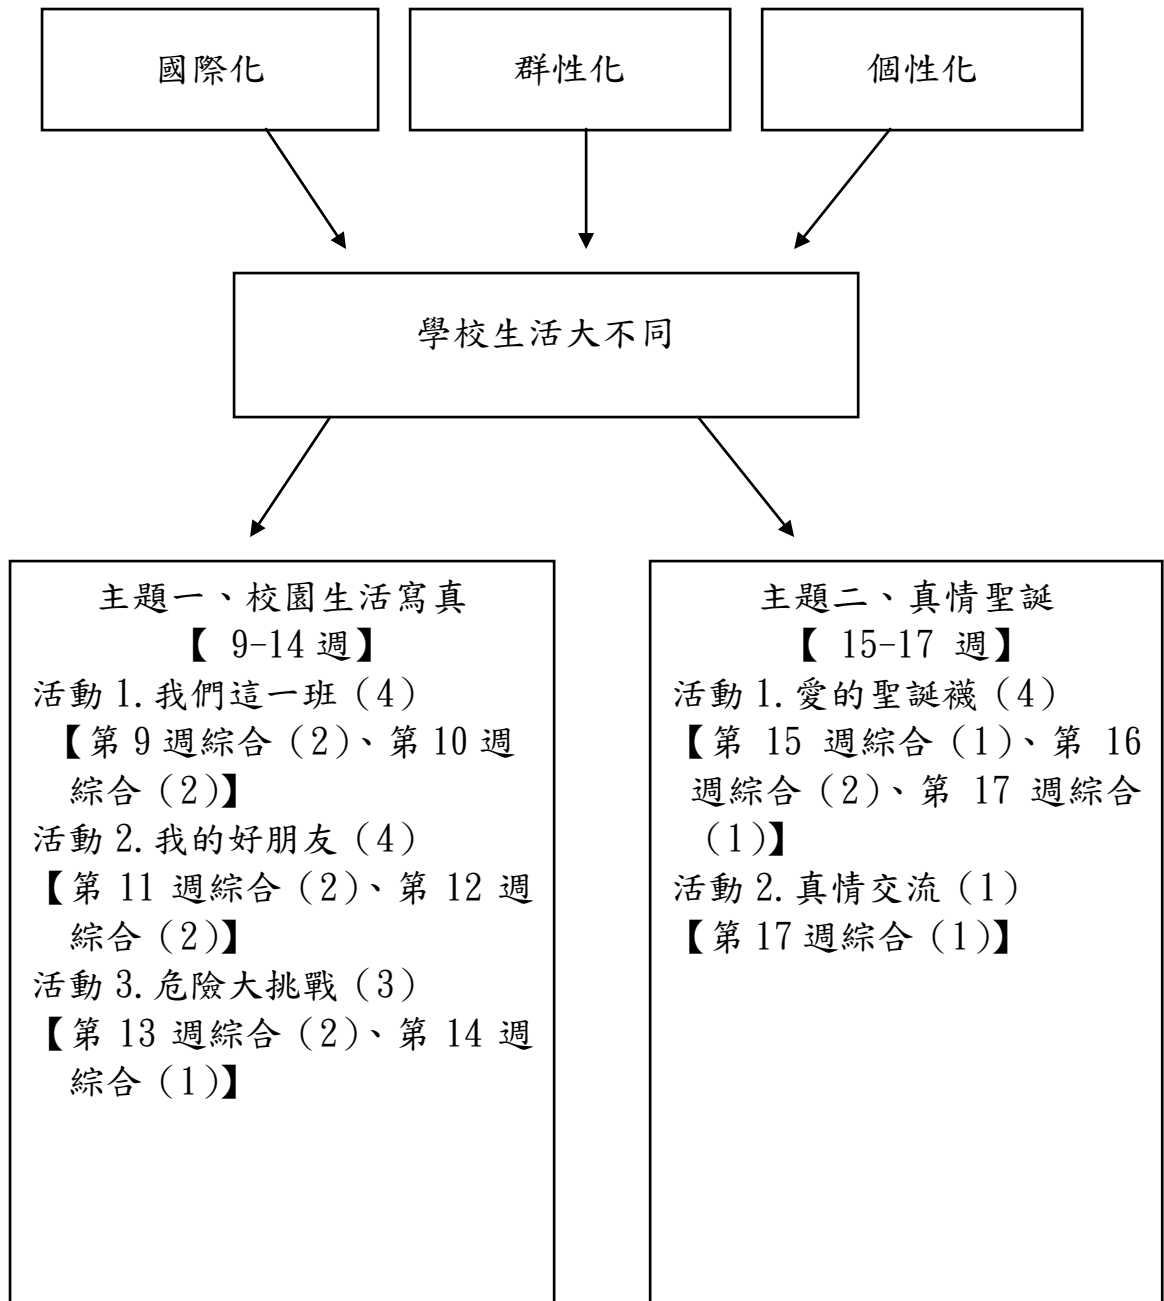 國際化
群性化
個性化
學校生活大不同
主題一、校園生活寫真
【 9-14 週】
活動 1.我們這一班（4）
【第 9 週綜合（2）、第 10 週
綜合（2）】
活動 2.我的好朋友（4）
【第 11 週綜合（2）、第 12 週
綜合（2）】
活動 3.危險大挑戰（3）
【第 13 週綜合（2）、第 14 週
綜合（1）】
主題二、真情聖誕
【 15-17 週】
活動 1.愛的聖誕襪（4）
【第 15 週綜合（1）、第 16
週綜合（2）、第 17 週綜合
（1）】
活動 2.真情交流（1）
【第 17 週綜合（1）】